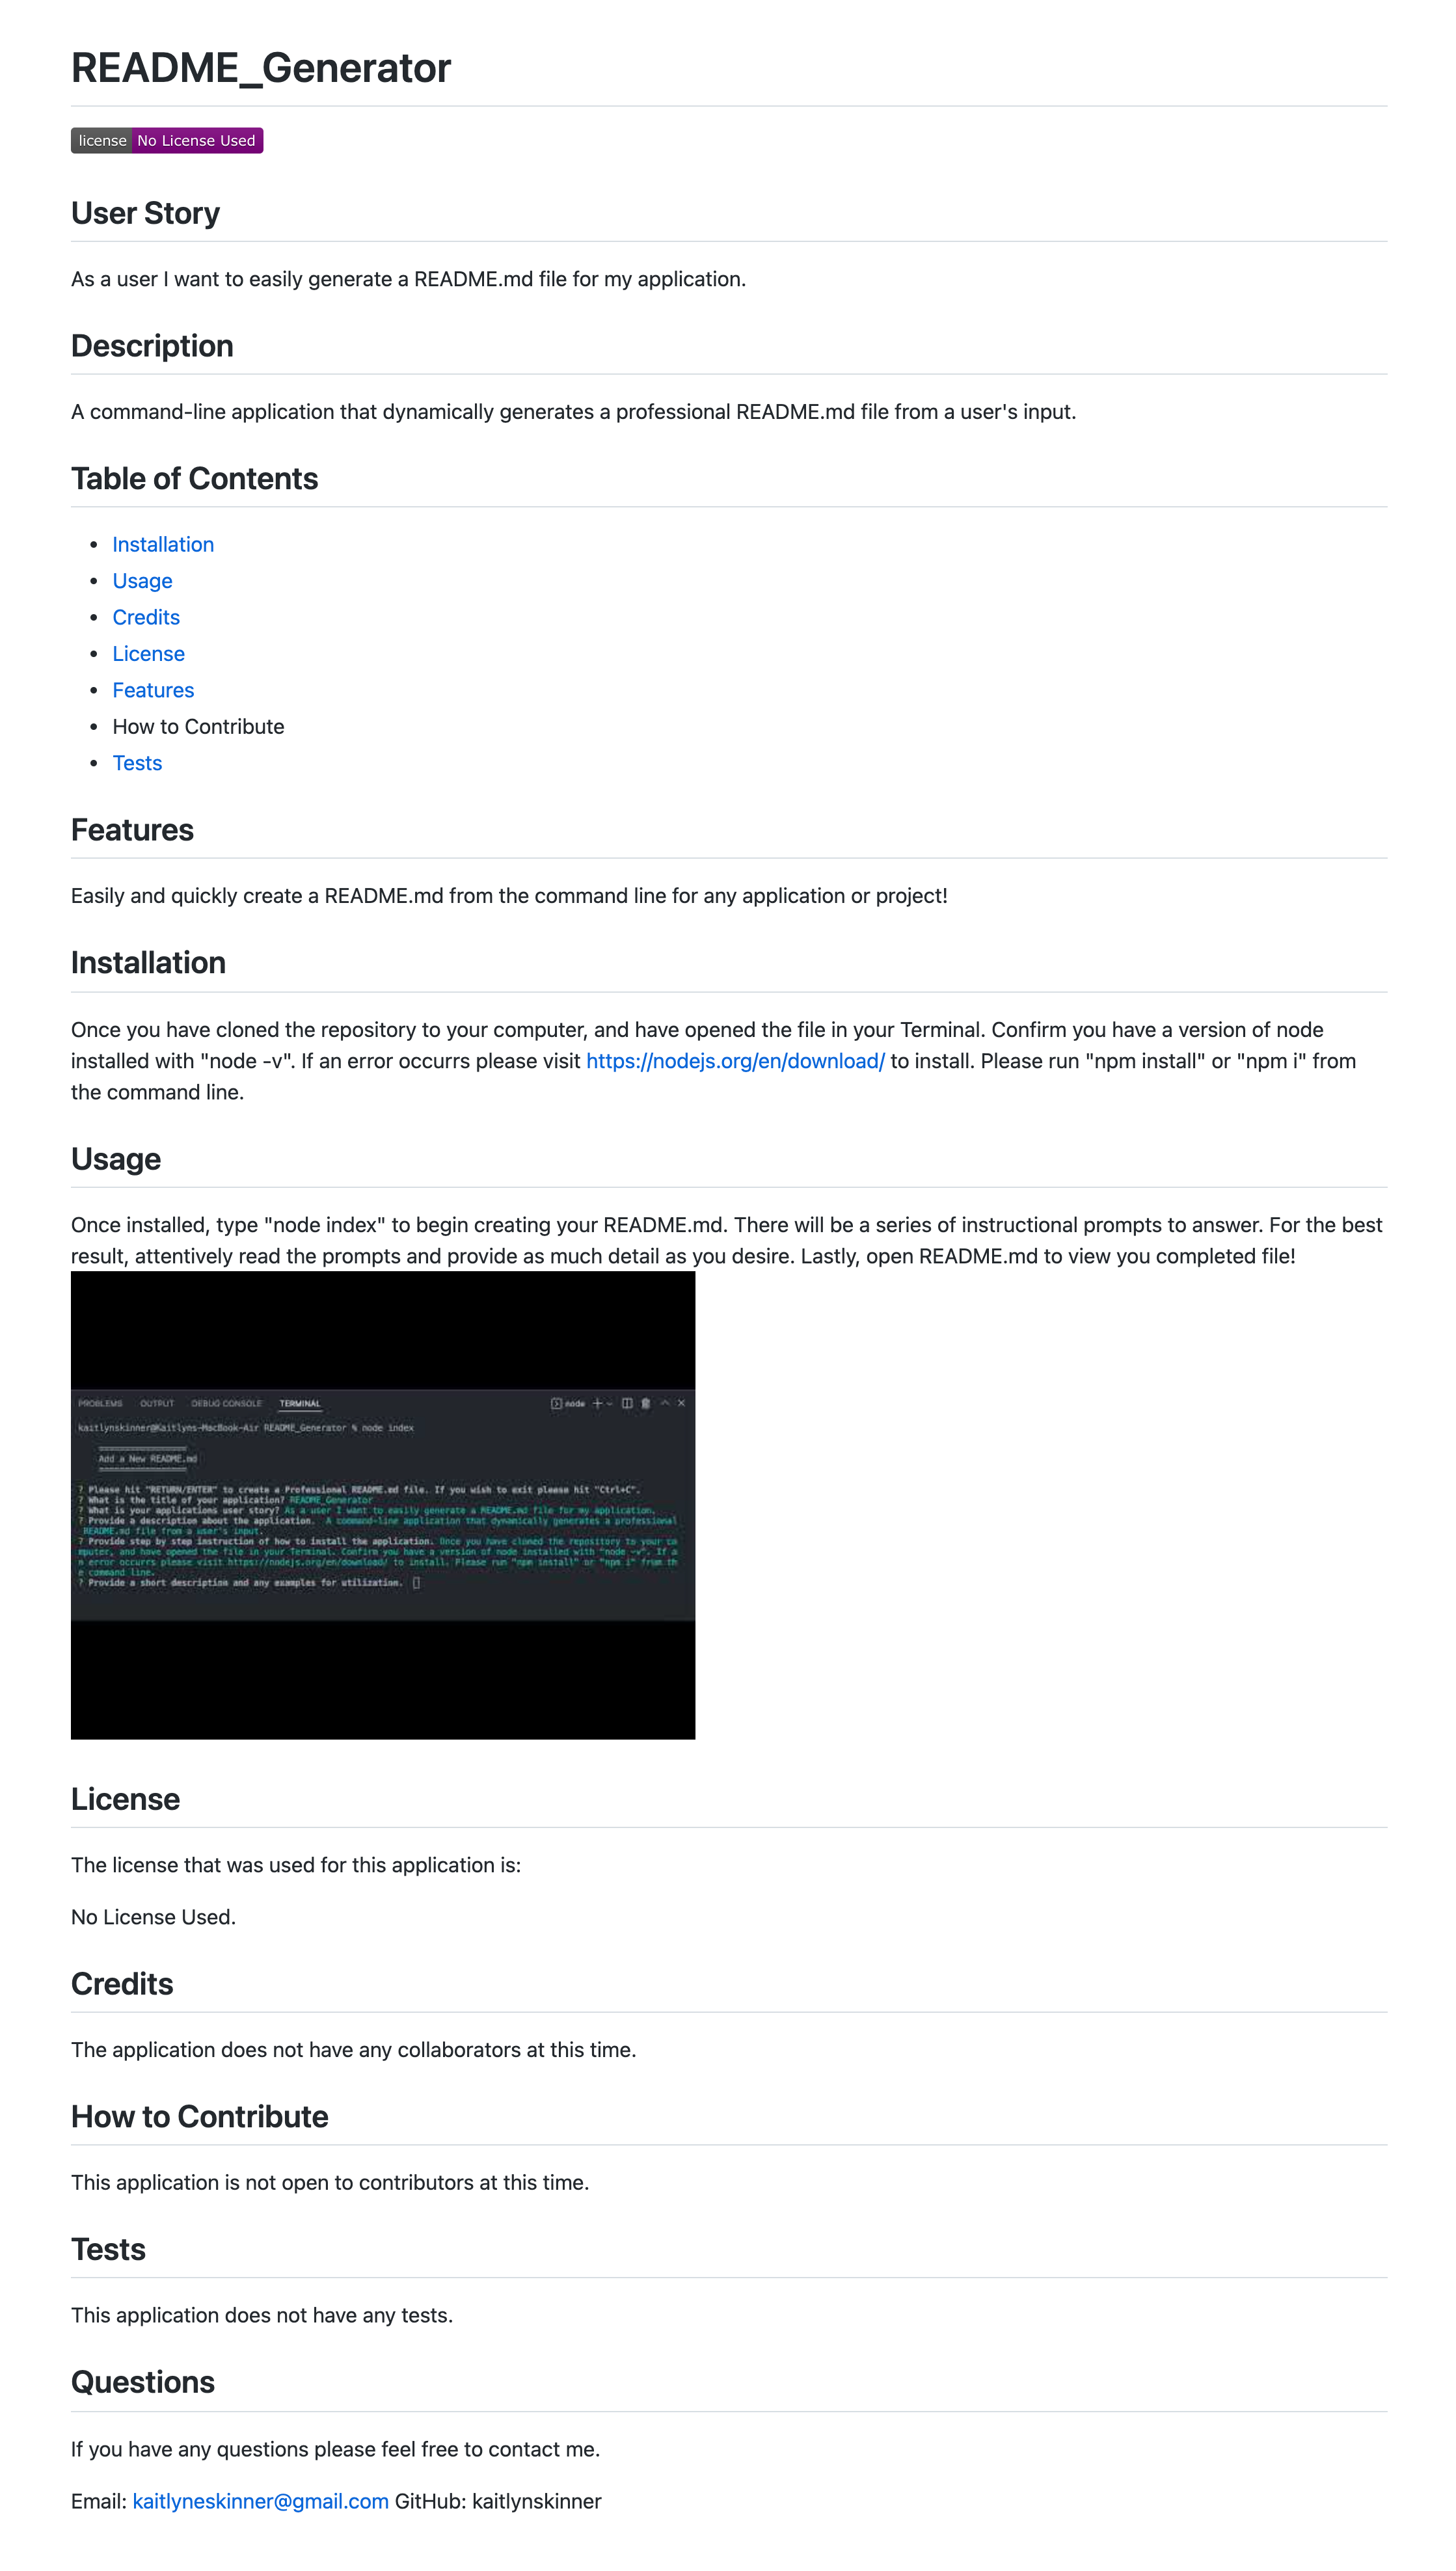 README_Generator
license No License Used
User Story
As a user I want to easily generate a README.md file for my application.
Description
A command-line application that dynamically generates a professional README.md file from a user's input.
Table of Contents
• Installation
• Usage
• Credits
• License
• Features
• How to Contribute
• Tests
Features
Easily and quickly create a README.md from the command line for any application or project!
Installation
Once you have cloned the repository to your computer, and have opened the file in your Terminal. Confirm you have a version of node
installed with "node -v". If an error occurrs please visit https://nodejs.org/en/download/ to install. Please run "npm install" or "npm i" from
the command line.
Usage
Once installed, type "node index" to begin creating your README.md. There will be a series of instructional prompts to answer. For the best
result, attentively read the prompts and provide as much detail as you desire. Lastly, open README.md to view you completed file!
PROBLEMS OUTPUT DEBUG CONSOLE TERMINAL node
kaitlynskinner@Kaitlyns-MacBook-Air README_Generator % node index
Add a New README.md
? Please hit "RETURN/ENTER" to create a Professional README.md file. If you wish to exit please hit "Ctrl+C".
? What is the title of your application? README_Generator
? What is your applications user story? As a user I want to easily generate a README.md file for my application.
? Provide a description about the application. A command-line application that dynamically generates a professional
README.md file from a user's input.
? Provide step by step instruction of how to install the application. Once you have cloned the repository to your co
mputer, and have opened the file in your Terminal. Confirm you have a version of node installed with "node -v". If a
n error occurrs please visit https://nodejs.org/en/download/ to install. Please run "npm install" or "npm i" from th
e command line.
? Provide a short description and any examples for utilization.
License
The license that was used for this application is:
No License Used.
Credits
The application does not have any collaborators at this time.
How to Contribute
This application is not open to contributors at this time.
Tests
This application does not have any tests.
Questions
If you have any questions please feel free to contact me.
Email: kaitlyneskinner@gmail.com GitHub: kaitlynskinner